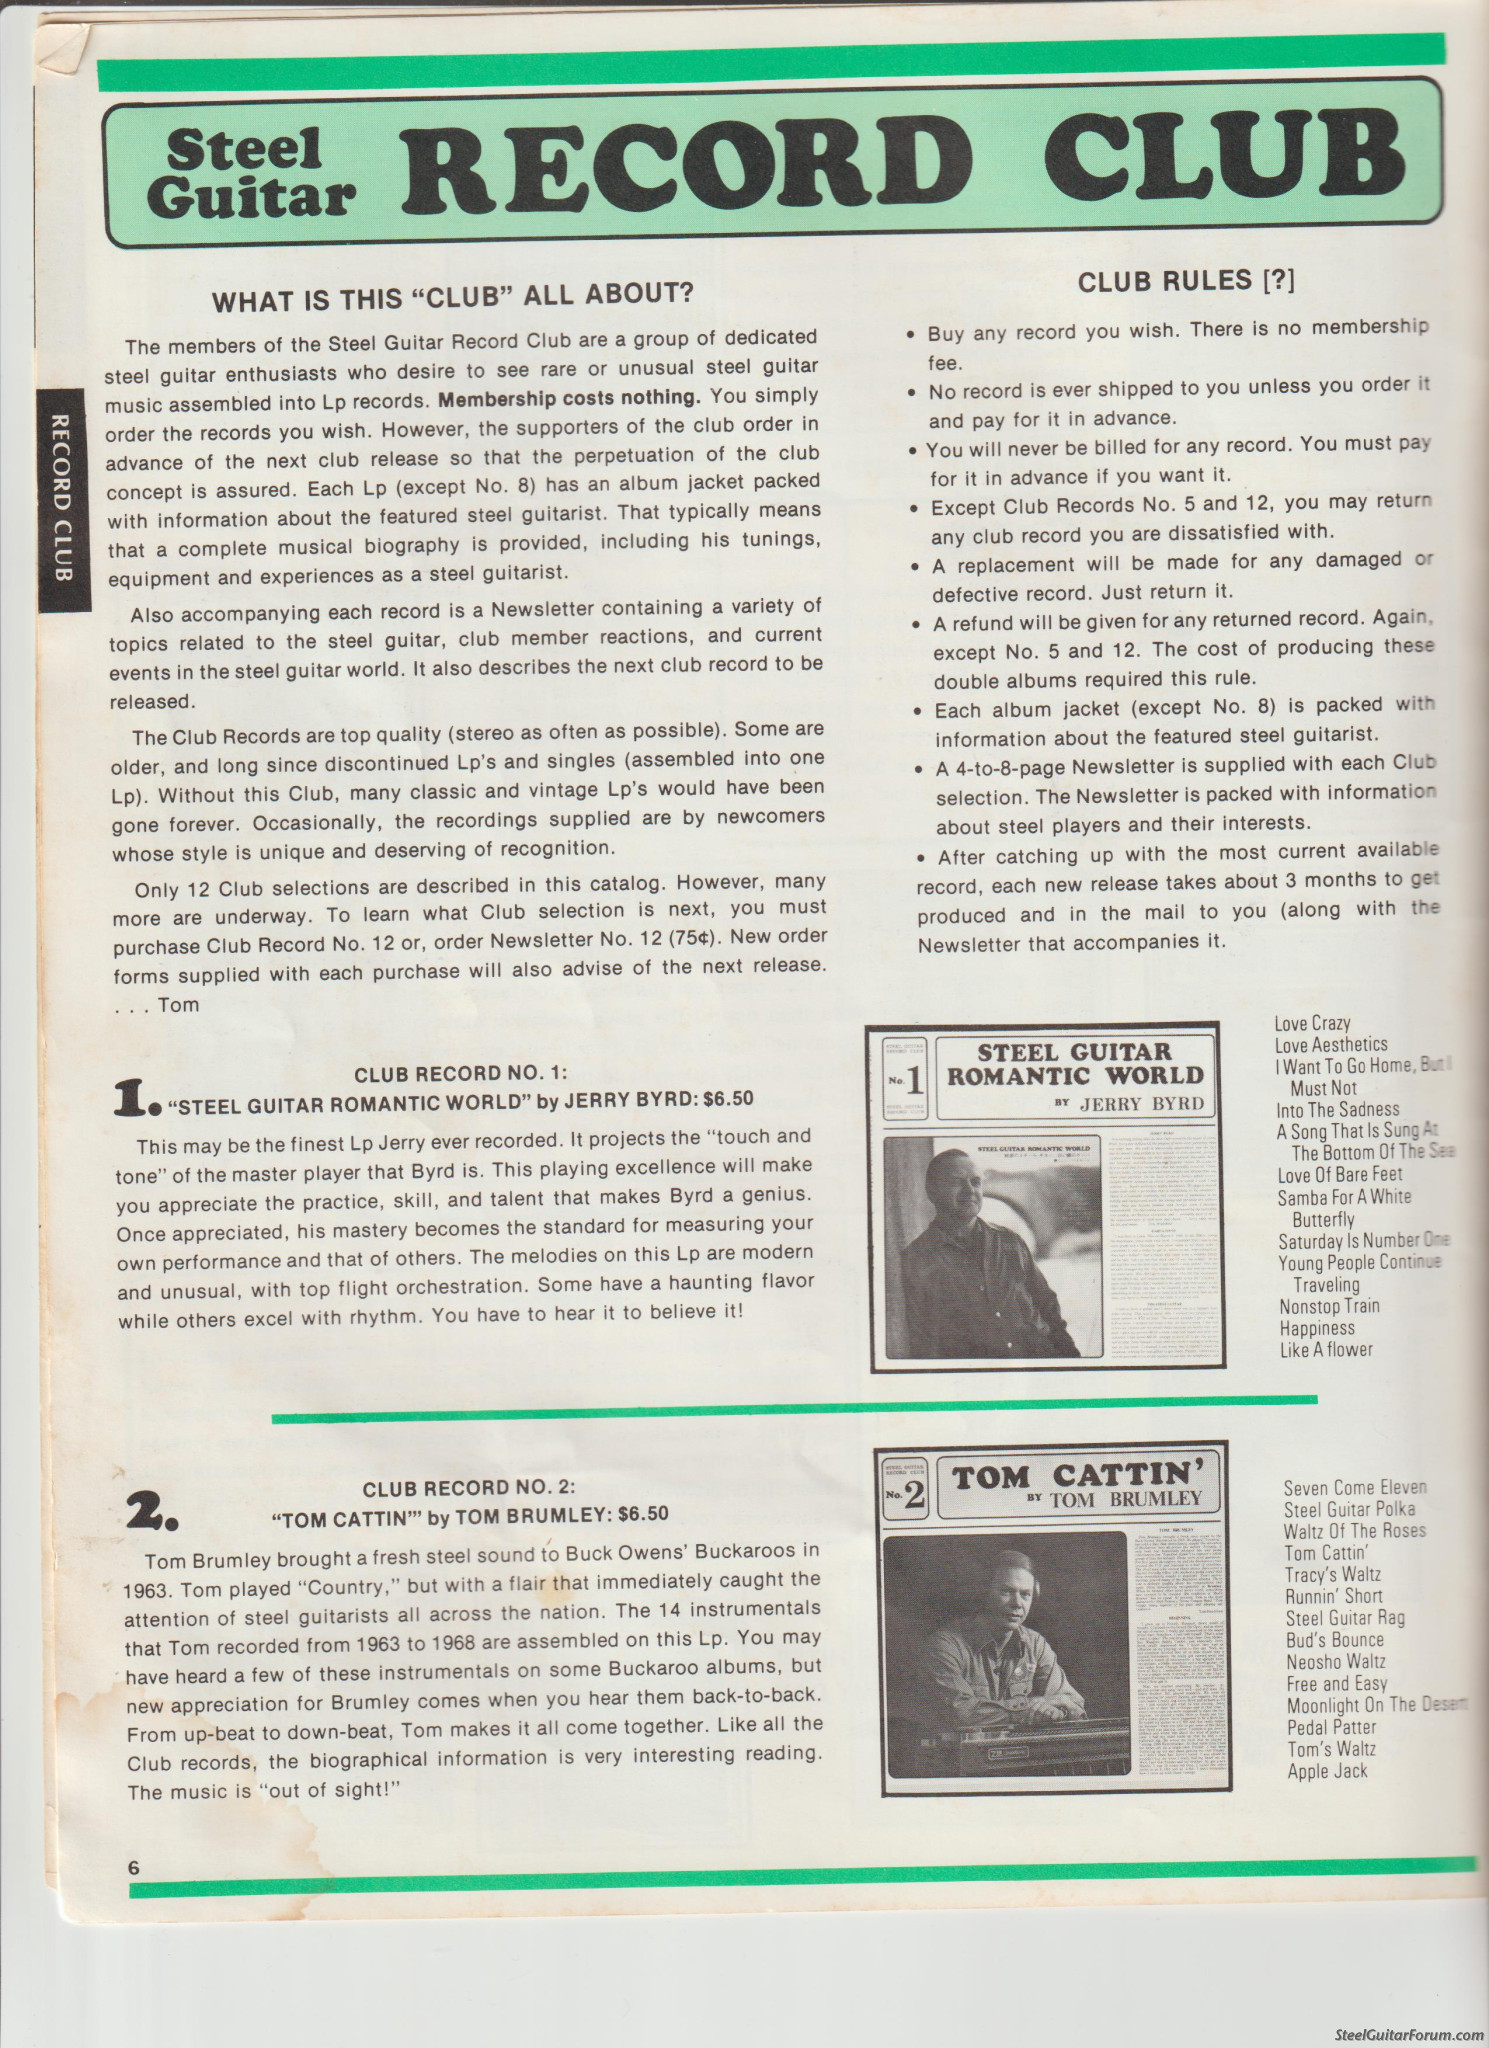 Steel
Guitar
RECORD CLUB
RECORD CLUB
WHAT IS THIS “CLUB” ALL ABOUT?
The members of the Steel Guitar Record Club are a group of dedicated
steel guitar enthusiasts who desire to see rare or unusual steel guitar
music assembled into Lp records. Membership costs nothing. You simply
order the records you wish. However, the supporters of the club order in
advance of the next club release so that the perpetuation of the club
concept is assured. Each Lp (except No. 8) has an album jacket packed
with information about the featured steel guitarist. That typically means
that a complete musical biography is provided, including his tunings,
equipment and experiences as a steel guitarist.
Also accompanying each record is a Newsletter containing a variety of
topics related to the steel guitar, club member reactions, and current
events in the steel guitar world. It also describes the next club record to be
released.
The Club Records are top quality (stereo as often as possible). Some are
older, and long since discontinued Lp's and singles (assembled into one
Lp). Without this Club, many classic and vintage Lp's would have been
gone forever. Occasionally, the recordings supplied are by newcomers
whose style is unique and deserving of recognition.
Only 12 Club selections are described in this catalog. However, many
more are underway. To learn what Club selection is next, you must
purchase Club Record No. 12 or, order Newsletter No. 12 (75¢). New order
forms supplied with each purchase will also advise of the next release.
. . . Tom
CLUB RULES [?]
• Buy any record you wish. There is no membership
fee.
• No record is ever shipped to you unless you order it
and pay for it in advance.
• You will never be billed for any record. You must pay
for it in advance if you want it.
• Except Club Records No. 5 and 12, you may return
any club record you are dissatisfied with.
• A replacement will be made for any damaged or
defective record. Just return it.
• A refund will be given for any returned record. Again,
except No. 5 and 12. The cost of producing these
double albums required this rule.
• Each album jacket (except No. 8) is packed with
information about the featured steel guitarist.
• A 4-to-8-page Newsletter is supplied with each Club
selection. The Newsletter is packed with information
about steel players and their interests.
• After catching up with the most current available
record, each new release takes about 3 months to get
produced and in the mail to you (along with the
Newsletter that accompanies it.
1.
CLUB RECORD NO. 1:
“STEEL GUITAR ROMANTIC WORLD” by JERRY BYRD: $6.50
This may be the finest Lp Jerry ever recorded. It projects the “touch and
tone” of the master player that Byrd is. This playing excellence will make
you appreciate the practice, skill, and talent that makes Byrd a genius.
Once appreciated, his mastery becomes the standard for measuring your
own performance and that of others. The melodies on this Lp are modern
and unusual, with top flight orchestration. Some have a haunting flavor
while others excel with rhythm. You have to hear it to believe it!
STEEL GUITAR
RECORD CLUB
No. 1
STEEL GUITAR
RECORD CLUB
STEEL GUITAR
ROMANTIC WORLD
BY JERRY BYRD
STEEL GUITAR ROMANTIC WORLD
Love Crazy
Love Aesthetics
I Want To Go Home, But I
Must Not
Into The Sadness
A Song That Is Sung At
The Bottom Of The Sea
Love Of Bare Feet
Samba For A White
Butterfly
Saturday Is Number One
Young People Continue
Traveling
Nonstop Train
Happiness
Like A flower
2.
CLUB RECORD NO. 2:
“TOM CATTIN'” by TOM BRUMLEY: $6.50
Tom Brumley brought a fresh steel sound to Buck Owens' Buckaroos in
1963. Tom played “Country,” but with a flair that immediately caught the
attention of steel guitarists all across the nation. The 14 instrumentals
that Tom recorded from 1963 to 1968 are assembled on this Lp. You may
have heard a few of these instrumentals on some Buckaroo albums, but
new appreciation for Brumley comes when you hear them back-to-back.
From up-beat to down-beat, Tom makes it all come together. Like all the
Club records, the biographical information is very interesting reading.
The music is “out of sight!”
STEEL GUITAR
RECORD CLUB
No. 2
TOM CATTIN'
BY TOM BRUMLEY
TOM BRUMLEY
Seven Come Eleven
Steel Guitar Polka
Waltz Of The Roses
Tom Cattin'
Tracy's Waltz
Runnin' Short
Steel Guitar Rag
Bud's Bounce
Neosho Waltz
Free and Easy
Moonlight On The Desert
Pedal Patter
Tom's Waltz
Apple Jack
6
SteelGuitarForum.com